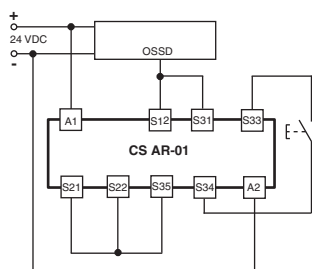 +
24 VDC
-
OSSD
A1
S12
S31
S33
CS AR-01
S21
S22
S35
S34
A2